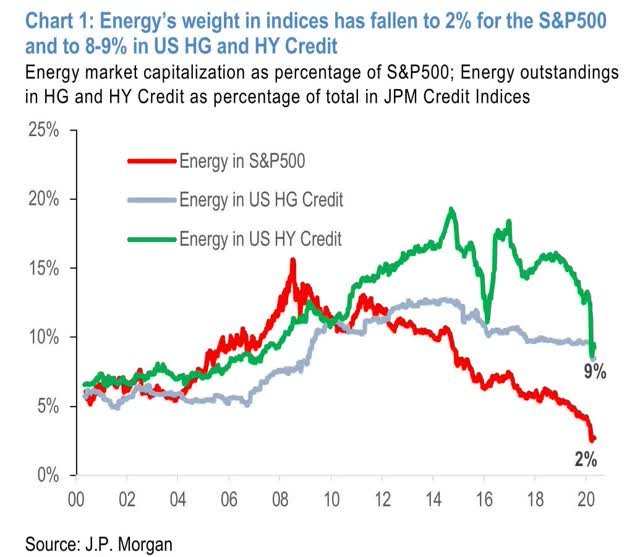 Chart 1: Energy's weight in indices has fallen to 2% for the S&P500
and to 8-9% in US HG and HY Credit
Energy market capitalization as percentage of S&P500; Energy outstandings
in HG and HY Credit as percentage of total in JPM Credit Indices
25%
Energy in S&P500
20%
Energy in US HG Credit
Energy in US HY Credit
15%
10%
9%
5%
2%
0%
00 02 04 06 08 10 12 14 16 18 20
Source: J.P. Morgan